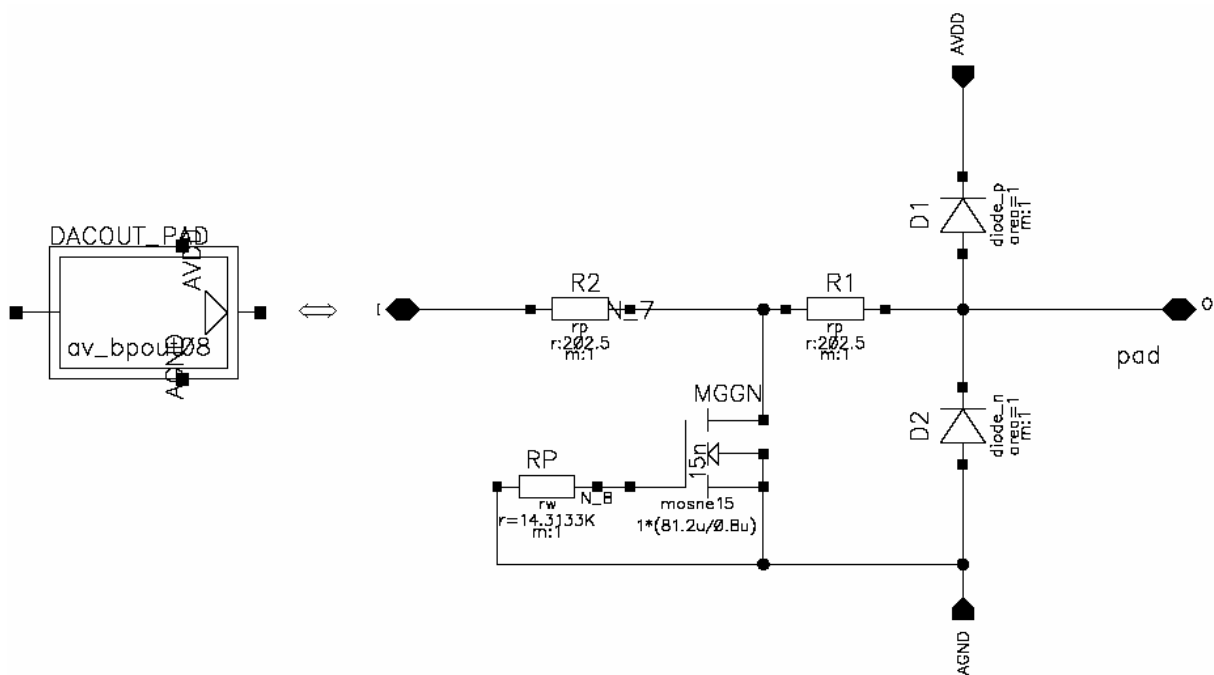 AVDD
DACOUT_PAD
AVDD
av_bpout08
AGND
I
R2
N_7
rp
r:202.5
m:1
R1
rp
r:202.5
m:1
D1
diode_p
area=1
m:1
O
pad
D2
diode_n
area=1
m:1
MGGN
15n
mosne15
1*(81.2u/0.8u)
RP
N_8
rw
r=14.3133K
m:1
AGND